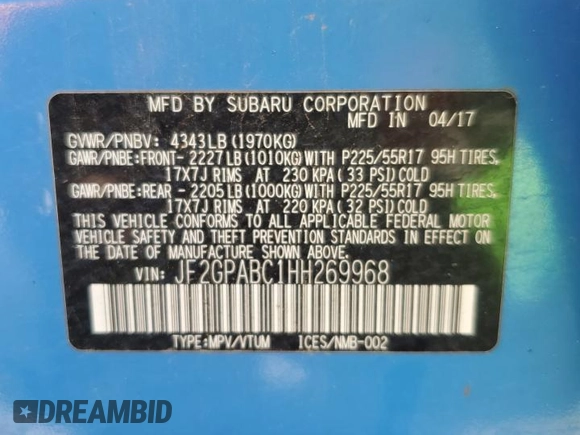 MFD BY SUBARU CORPORATION
MFD IN 04/17
GVWR/PNBV: 4343LB (1970KG)
GAWR/PNBE:FRONT- 2227LB (1010KG) WITH P225/55R17 95H TIRES,
17X7J RIMS AT 230 KPA ( 33 PSI) COLD
GAWR/PNBE:REAR - 2205LB (1000KG) WITH P225/55R17 95H TIRES,
17X7J RIMS AT 220 KPA ( 32 PSI) COLD
THIS VEHICLE CONFORMS TO ALL APPLICABLE FEDERAL MOTOR
VEHICLE SAFETY AND THEFT PREVENTION STANDARDS IN EFFECT
ON THE DATE OF MANUFACTURE SHOWN ABOVE.
VIN: JF2GPABC1HH269968
TYPE:MPV/VTUM ICES/NMB-002
DREAMBID